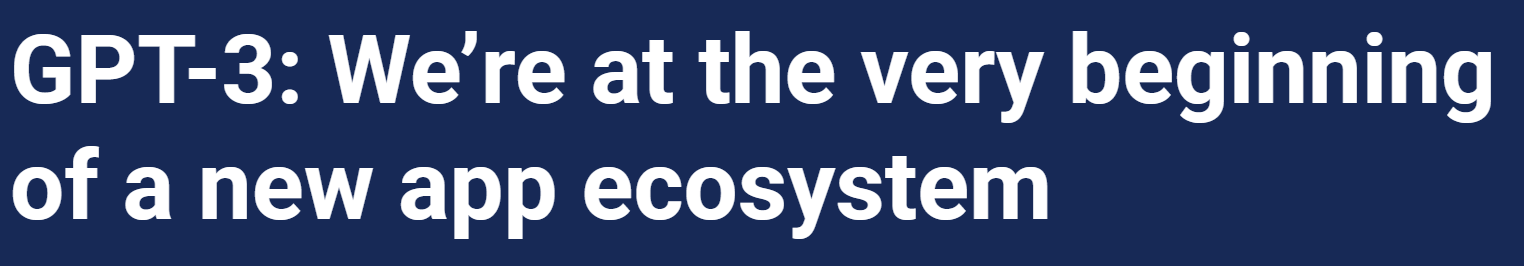 GPT-3: We’re at the very beginning
of a new app ecosystem